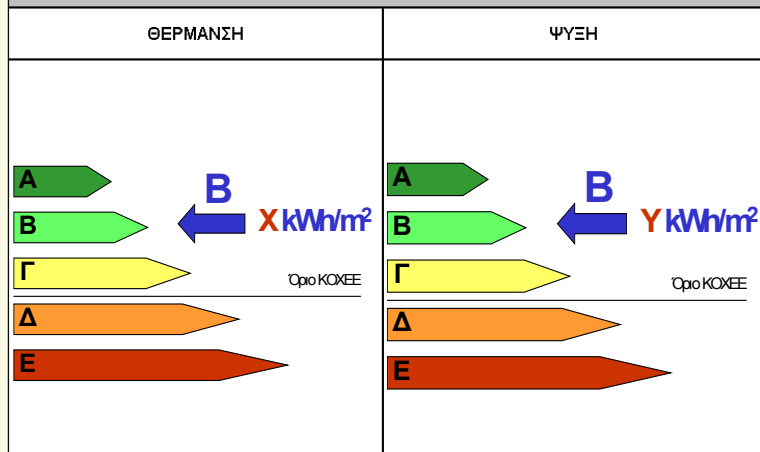 ΘΕΡΜΑΝΣΗ
Α
Β
Β
Χ kWh/m²
Γ
Όριο ΚΟΧΕΕ
Δ
Ε
ΨΥΞΗ
Α
Β
Β
Υ kWh/m²
Γ
Όριο ΚΟΧΕΕ
Δ
Ε